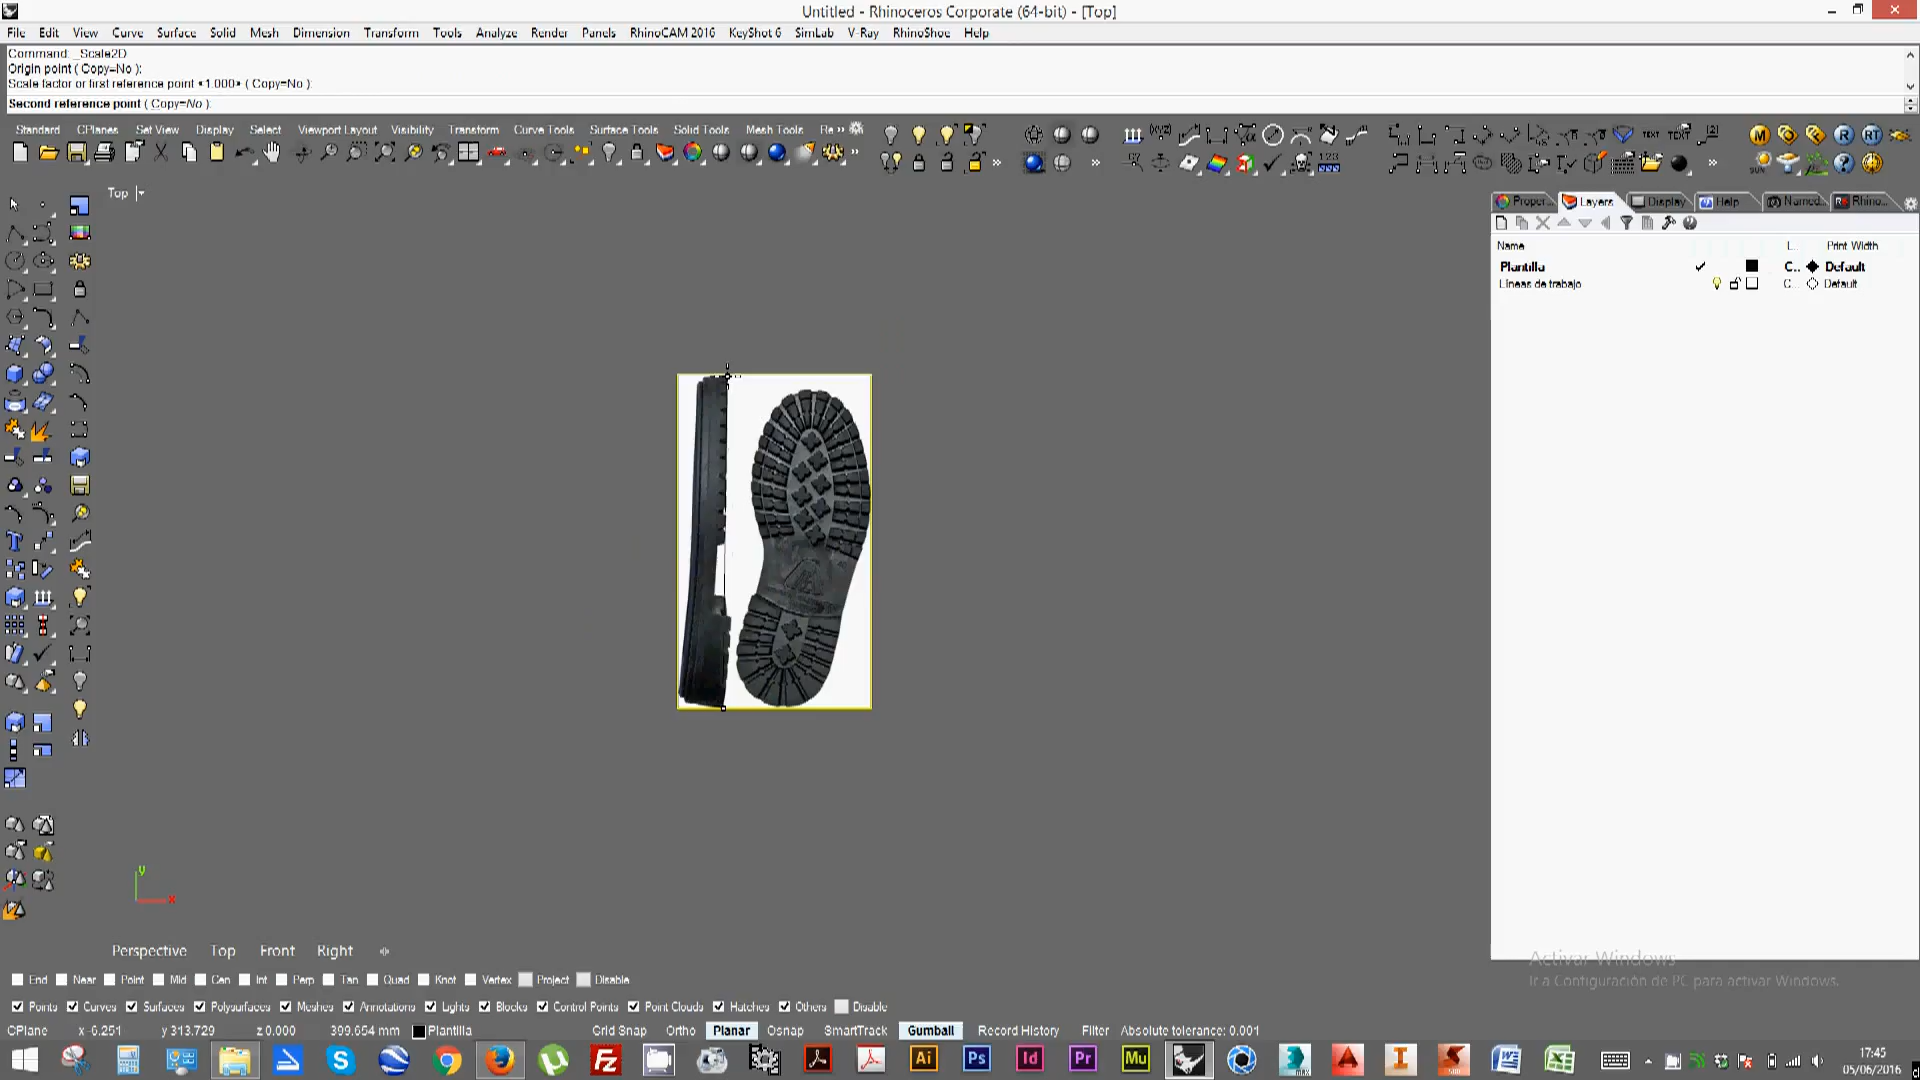 Untitled - Rhinoceros Corporate (64-bit) - [Top]
File Edit View Curve Surface Solid Mesh Dimension Transform Tools Analyze Render Panels RhinoCAM 2016 KeyShot 6 SimLab V-Ray RhinoShoe Help
Command: _Scale2D
Origin point ( Copy=No ):
Scale factor or first reference point <1.000> ( Copy=No ):
Second reference point ( Copy=No ):
Standard CPlanes Set View Display Select Viewport Layout Visibility Transform Curve Tools Surface Tools Solid Tools Mesh Tools Re »
Top
Proper... Layers Display Help Named... Rhino...
Name L... Print Width
Plantilla C... Default
Lineas de trabajo C... Default
y
x
Perspective Top Front Right
Activar Windows
Ir a Configuración de PC para activar Windows.
End Near Point Mid Cen Int Perp Tan Quad Knot Vertex Project Disable
Points Curves Surfaces Polysurfaces Meshes Annotations Lights Blocks Control Points Point Clouds Hatches Others Disable
CPlane x -6.251 y 313.729 z 0.000 399.654 mm Plantilla Grid Snap Ortho Planar Osnap SmartTrack Gumball Record History Filter Absolute tolerance: 0.001
17:45
05/06/2016